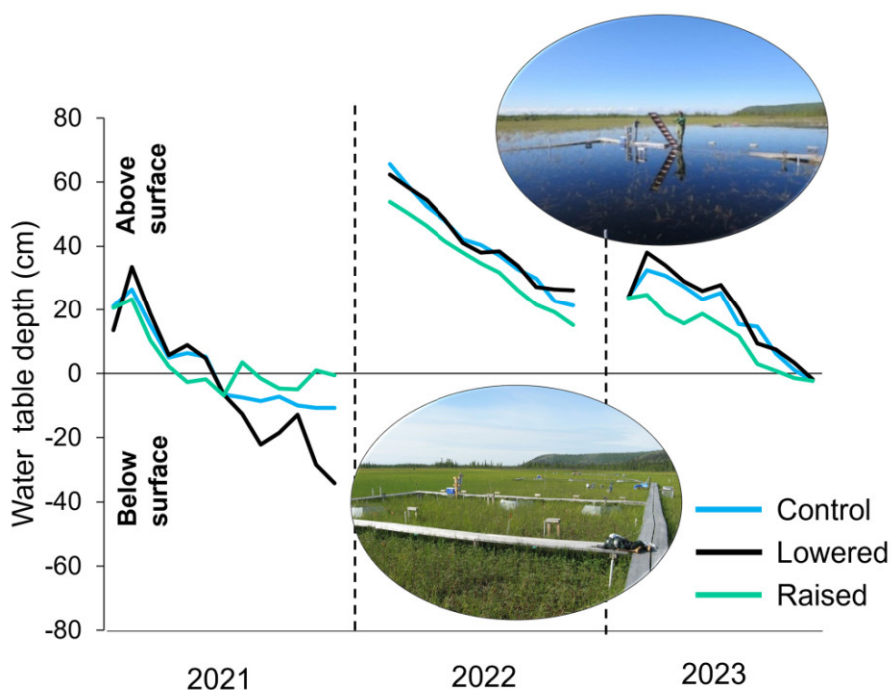 80
60
40
20
0
-20
-40
-60
-80
Water table depth (cm)
Above
surface
Below
surface
2021
2022
2023
Control
Lowered
Raised